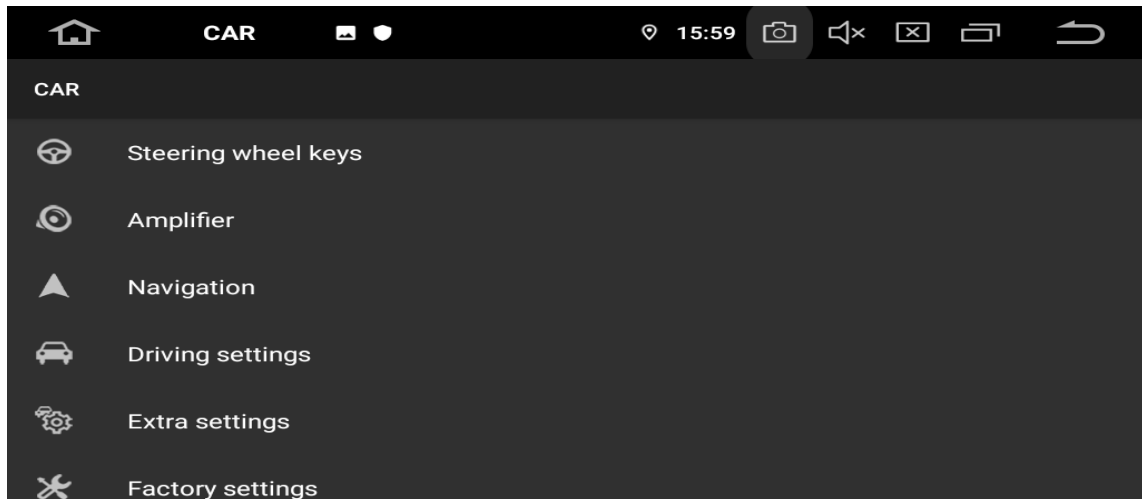 CAR 15:59
CAR
Steering wheel keys
Amplifier
Navigation
Driving settings
Extra settings
Factory settings